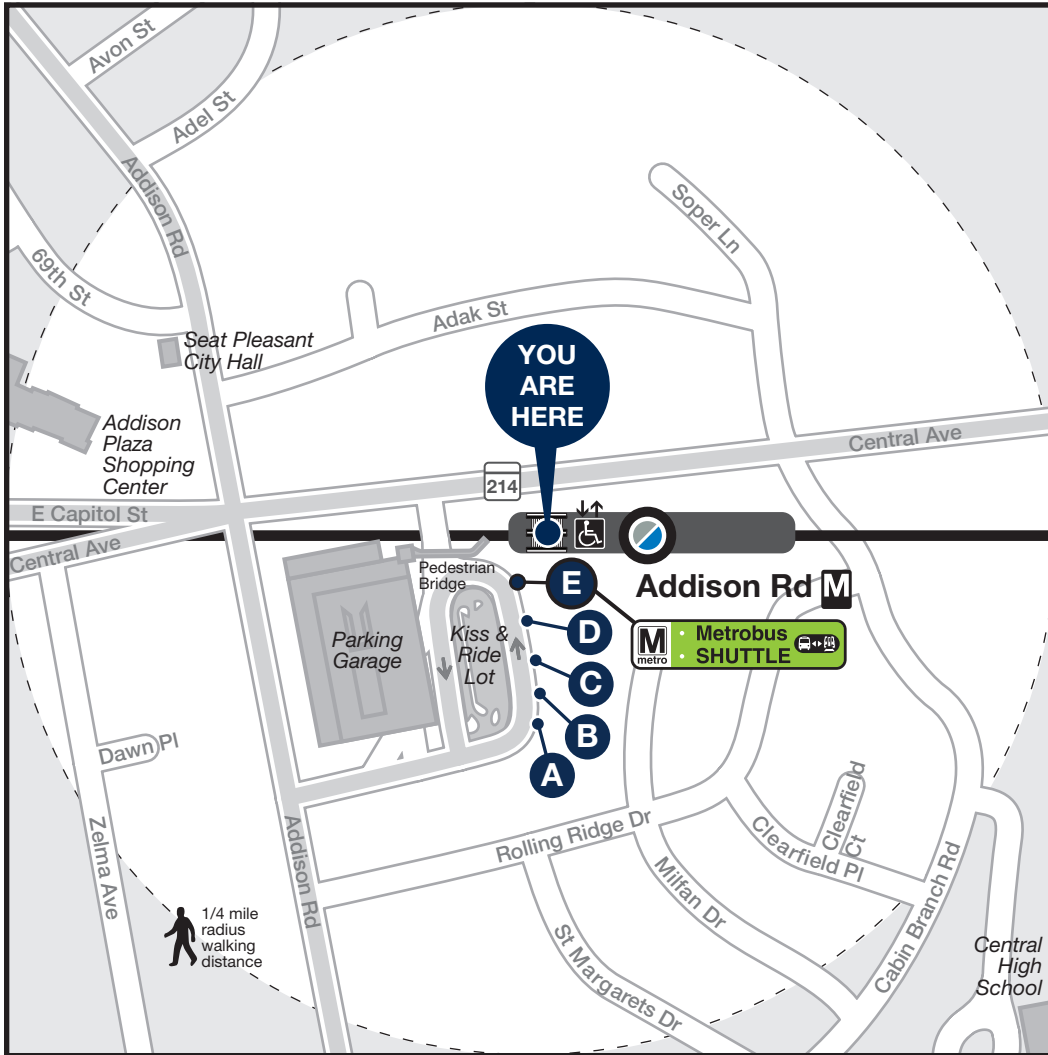 Avon St
Adel St
Addison Rd
Soper Ln
69th St
Adak St
Seat Pleasant
City Hall
YOU
ARE
HERE
Addison
Plaza
Shopping
Center
Central Ave
214
E Capitol St
Central Ave
Pedestrian
Bridge
E
Addison Rd M
D
M
metro
· Metrobus
· SHUTTLE
Parking
Garage
Kiss &
Ride
Lot
C
B
A
Dawn Pl
Zelma Ave
Addison Rd
Rolling Ridge Dr
Clearfield
Ct
Clearfield Pl
Milfan Dr
Cabin Branch Rd
St Margarets Dr
1/4 mile
radius
walking
distance
Central
High
School